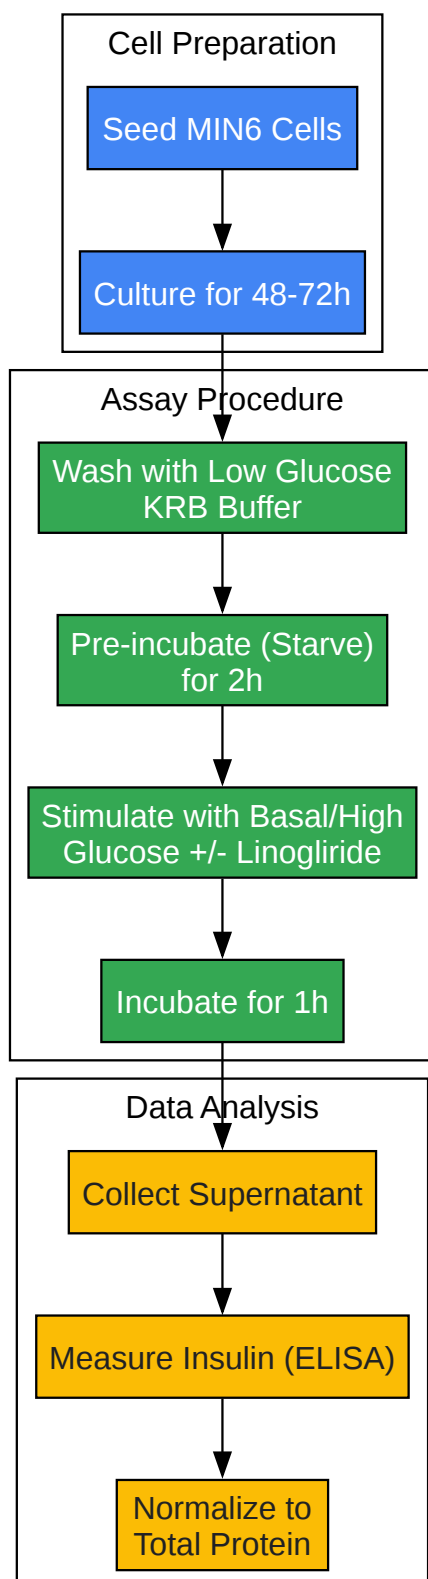 Cell Preparation
Seed MIN6 Cells
Culture for 48-72h
Assay Procedure
Wash with Low Glucose
KRB Buffer
Pre-incubate (Starve)
for 2h
Stimulate with Basal/High
Glucose +/- Linogliride
Incubate for 1h
Data Analysis
Collect Supernatant
Measure Insulin (ELISA)
Normalize to
Total Protein